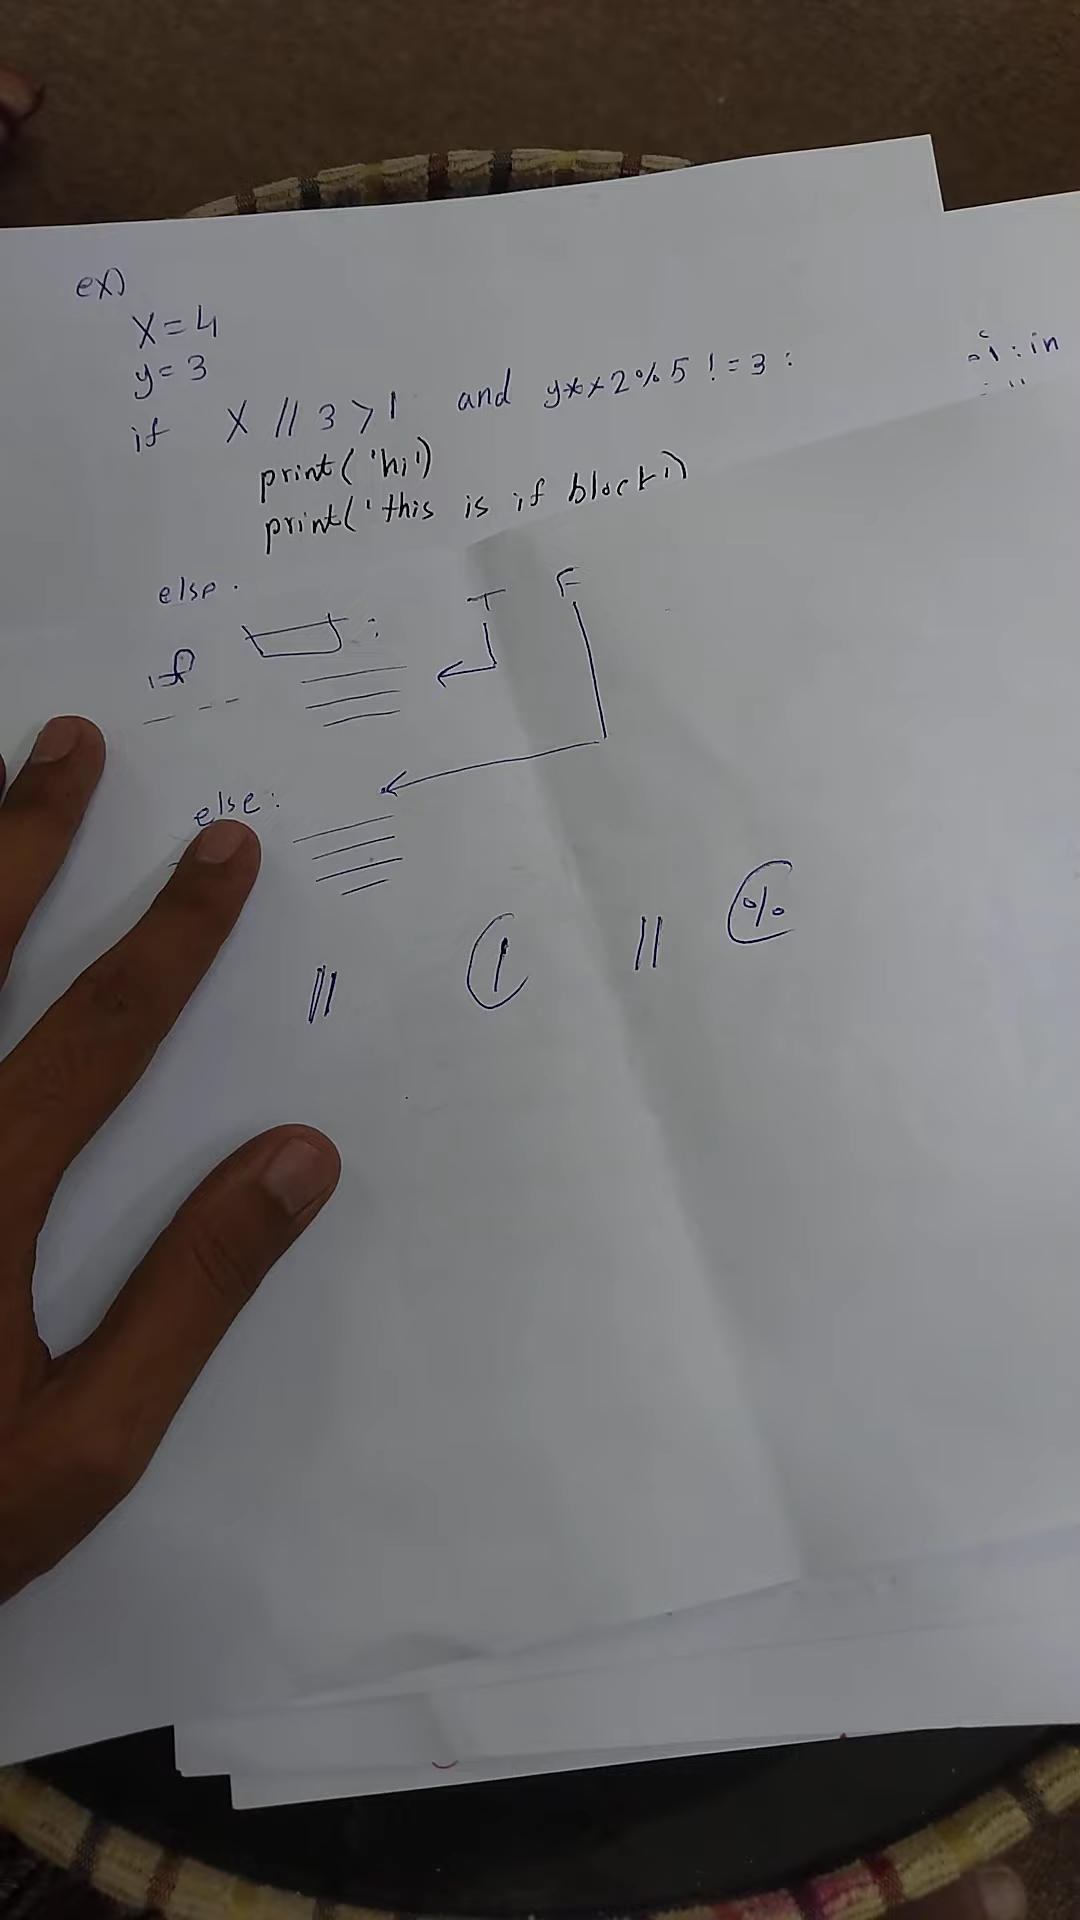 ex)
x=4
y=3
if x // 3 > 1 and y**2%5 != 3 :
print('hi')
print('this is if block')
else.
T F
if :
else:
// / // %
in